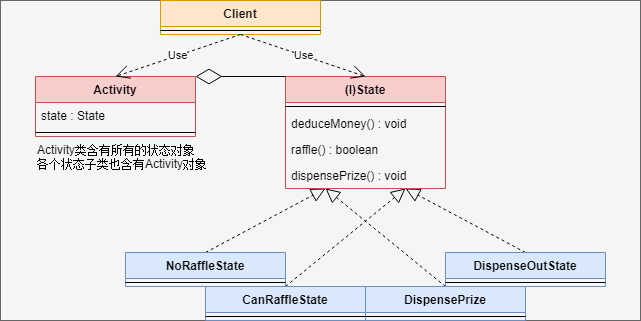 Client
Use
Use
Activity
state : State
(I)State
deduceMoney() : void
raffle() : boolean
dispensePrize() : void
Activity类含有所有的状态对象
各个状态子类也含有Activity对象
NoRaffleState
DispenseOutState
CanRaffleState
DispensePrize